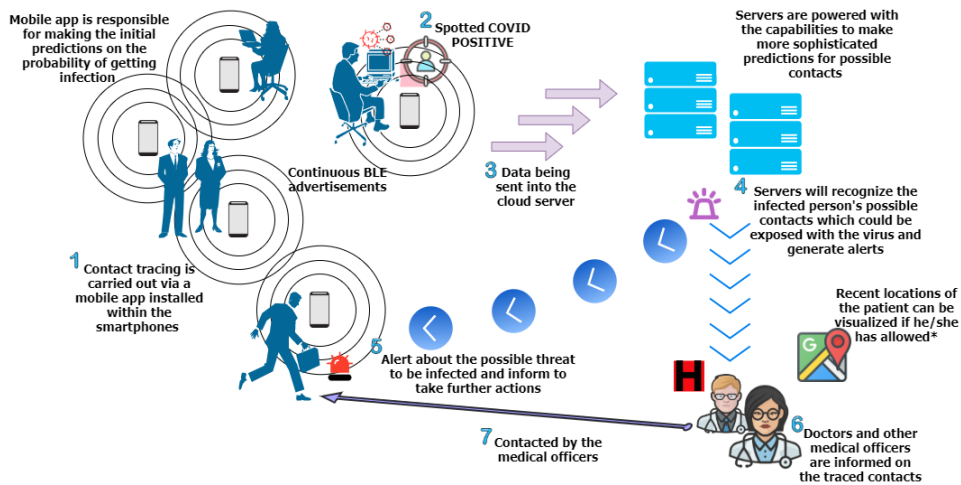 Mobile app is responsible
for making the initial
predictions on the
probability of getting
infection
2
Spotted COVID
POSITIVE
Servers are powered with
the capabilities to make
more sophisticated
predictions for possible
contacts
Continuous BLE
advertisements
3
Data being
sent into the
cloud server
4
Servers will recognize the
infected person's possible
contacts which could be
exposed with the virus and
generate alerts
1
Contact tracing is
carried out via a
mobile app installed
within the
smartphones
Recent locations of
the patient can be
visualized if he/she
has allowed*
G
5
Alert about the possible threat
to be infected and inform to
take further actions
H
6
Doctors and other
medical officers
are informed on
the traced contacts
7
Contacted by the
medical officers